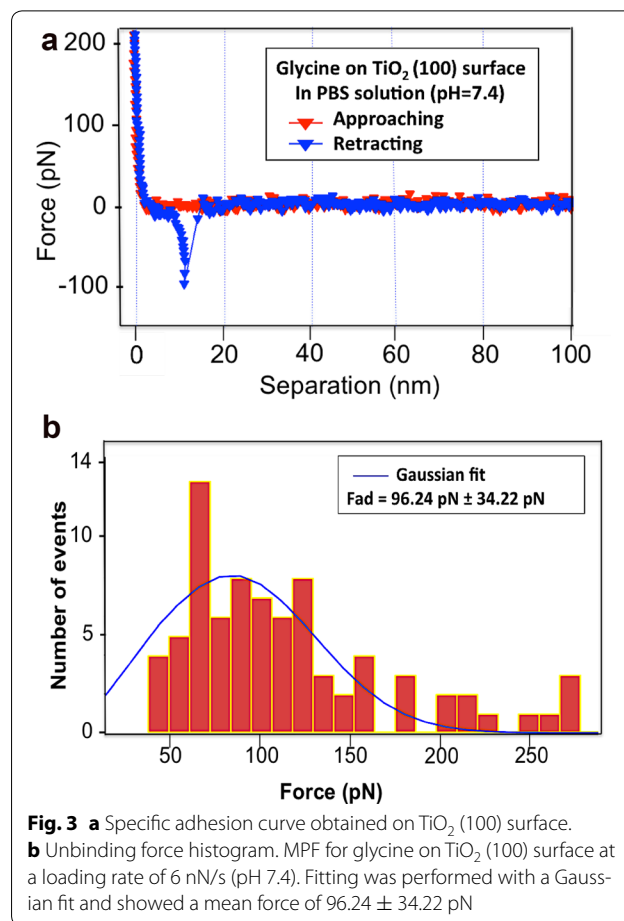 a
200
100
0
-100
Force (pN)
Glycine on TiO₂ (100) surface
In PBS solution (pH=7.4)
Approaching
Retracting
0 20 40 60 80 100
Separation (nm)
b
14
10
5
0
Number of events
Gaussian fit
Fad = 96.24 pN ± 34.22 pN
50 100 150 200 250
Force (pN)
Fig. 3 a Specific adhesion curve obtained on TiO₂ (100) surface.
b Unbinding force histogram. MPF for glycine on TiO₂ (100) surface at
a loading rate of 6 nN/s (pH 7.4). Fitting was performed with a Gauss-
ian fit and showed a mean force of 96.24 ± 34.22 pN